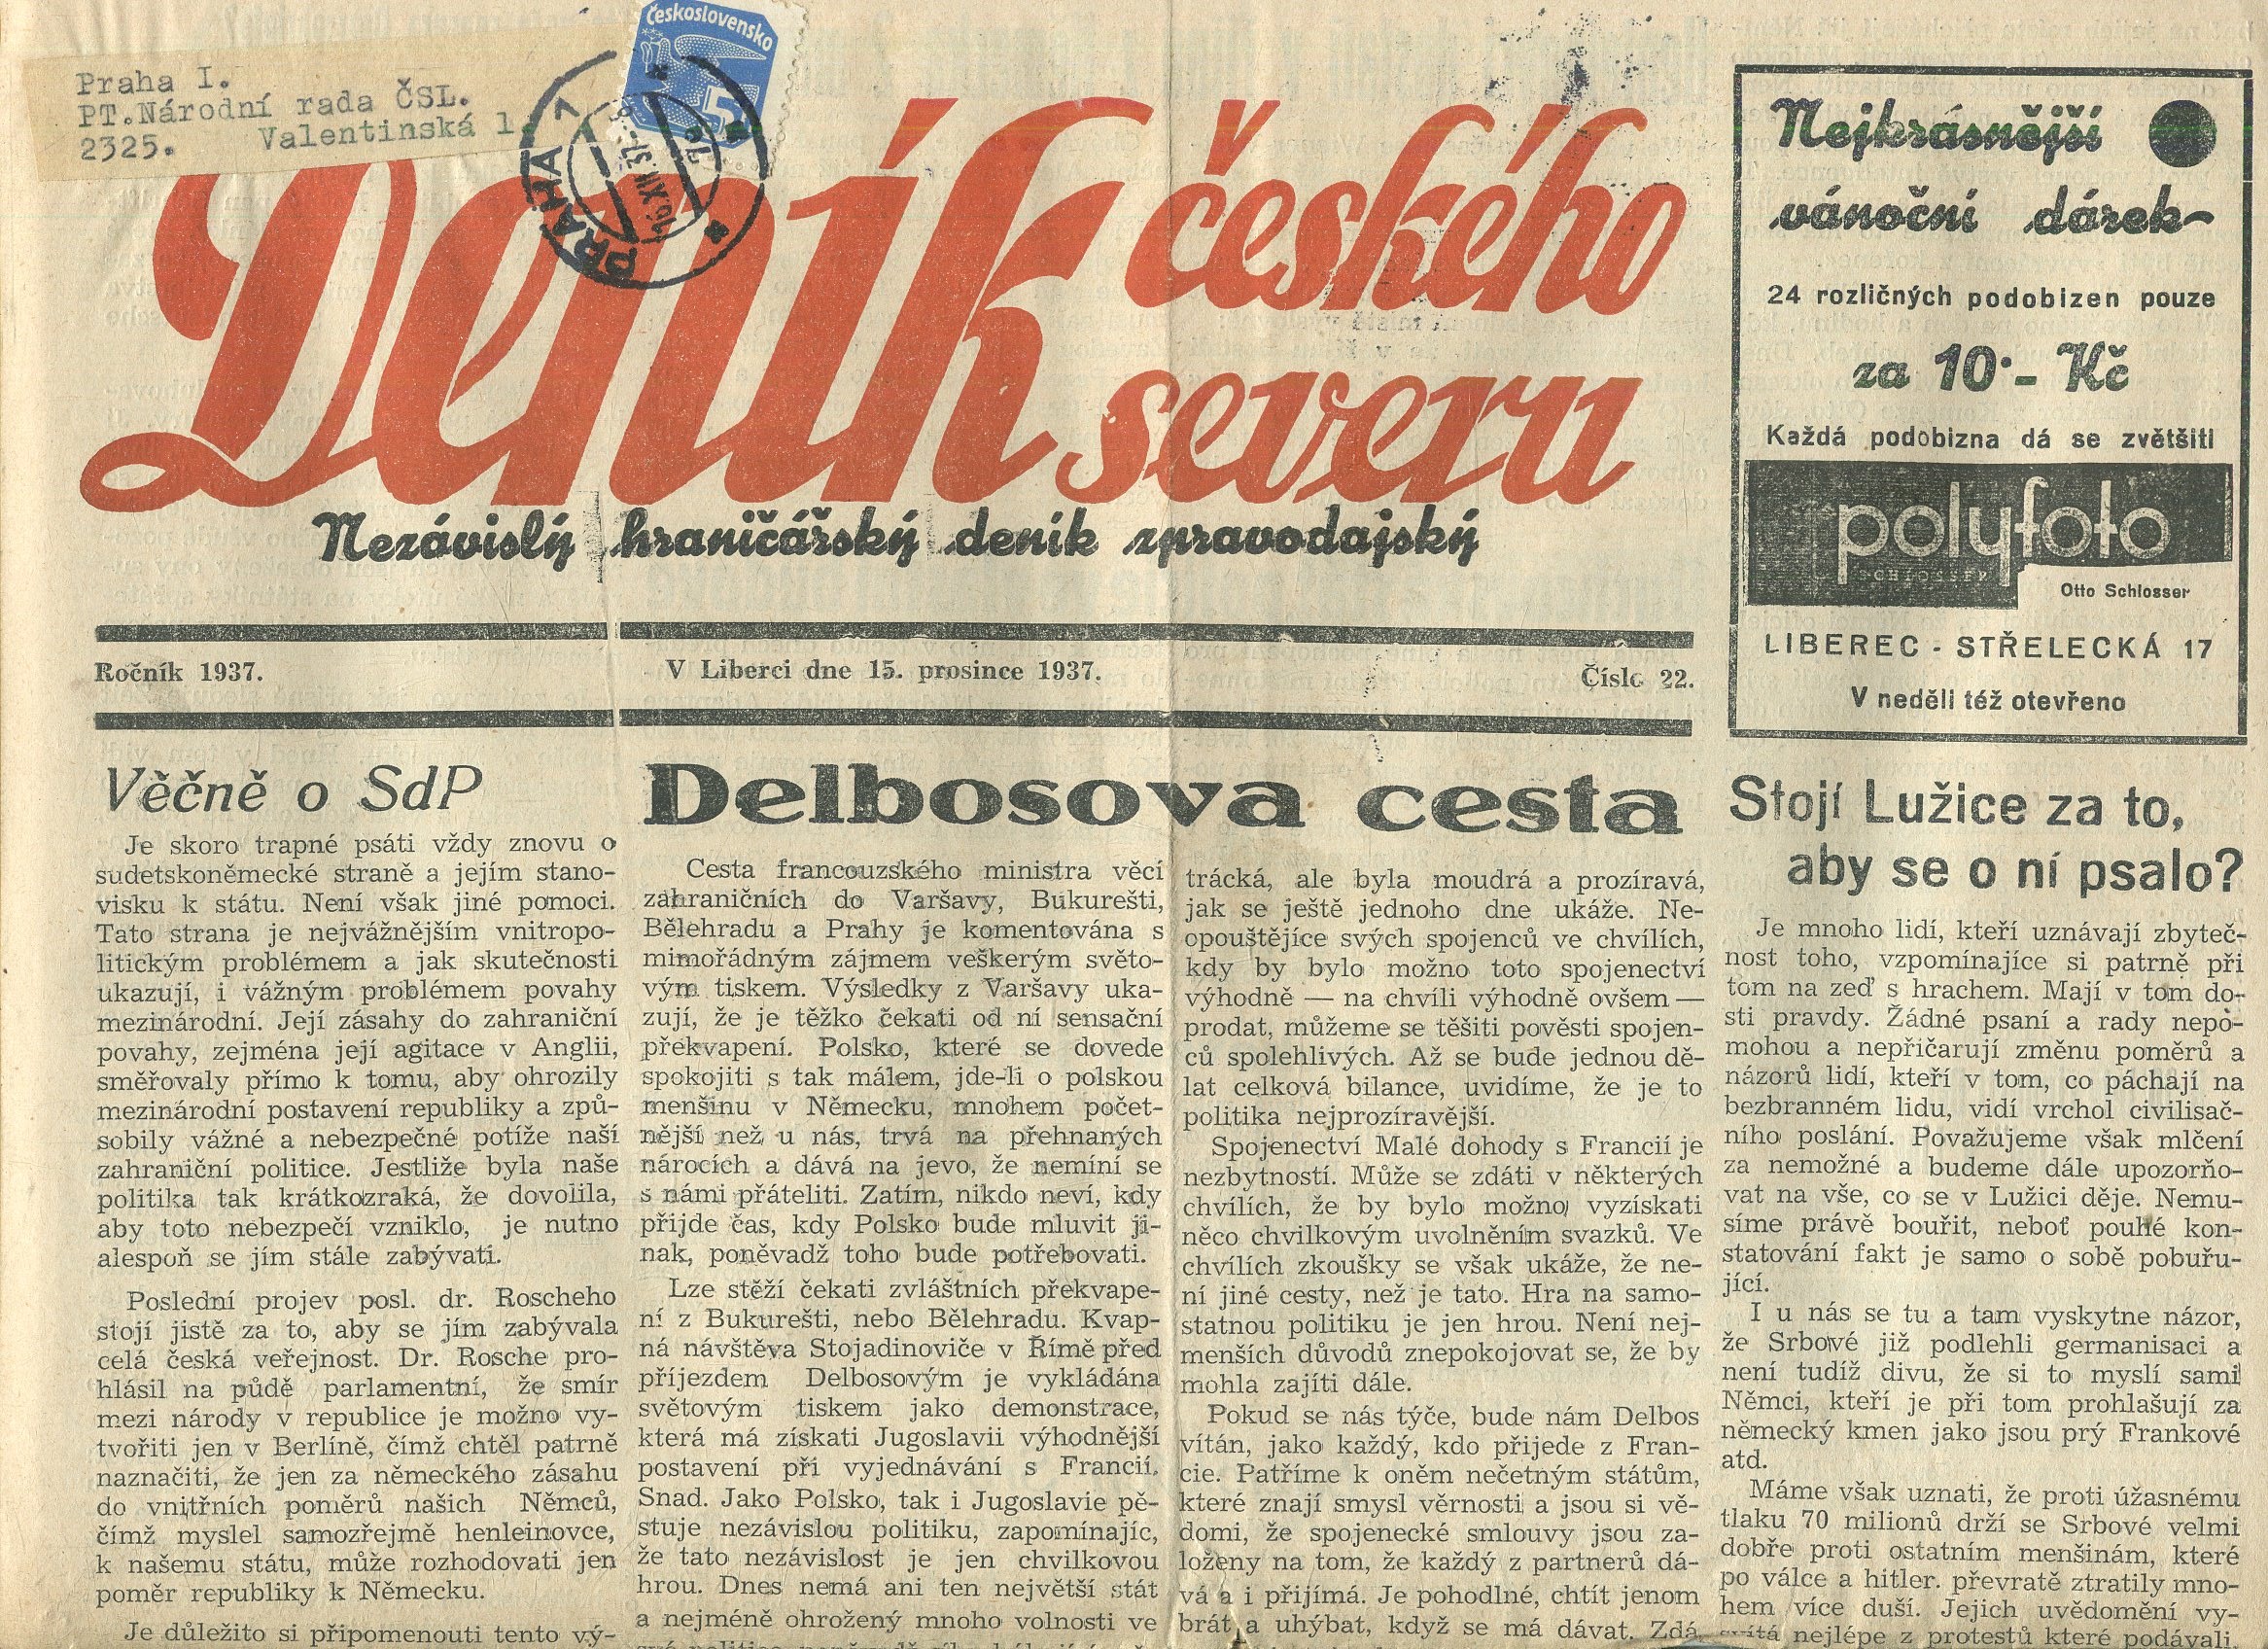 Praha I.
PT.Národní rada ČSL.
2325. Valentinská 1.
Československo
5
PRAHA 7
Deník českého
severu
Nezávislý hraničářský deník zpravodajský
Nejkrásnější
vánoční dárek-
24 rozličných podobizen pouze
za 10·- Kč
Každá podobizna dá se zvětšiti
polyfoto
SCHLOSSER
Otto Schlosser
LIBEREC - STŘELECKÁ 17
V neděli též otevřeno
Ročník 1937.
V Liberci dne 15. prosince 1937.
Číslo 22.
Věčně o SdP
Je skoro trapné psáti vždy znovu o
sudetskoněmecké straně a jejím stano-
visku k státu. Není však jiné pomoci.
Tato strana je nejvážnějším vnitropo-
litickým problémem a jak skutečnosti
ukazují, i vážným problémem povahy
mezinárodní. Její zásahy do zahraniční
povahy, zejména její agitace v Anglii,
směřovaly přímo k tomu, aby ohrozily
mezinárodní postavení republiky a způ-
sobily vážné a nebezpečné potíže naší
zahraniční politice. Jestliže byla naše
politika tak krátkozraká, že dovolila,
aby toto nebezpečí vzniklo, je nutno
alespoň se jím stále zabývati.
Poslední projev posl. dr. Roscheho
stojí jistě za to, aby se jím zabývala
celá česká veřejnost. Dr. Rosche pro-
hlásil na půdě parlamentní, že smír
mezi národy v republice je možno vy-
tvořiti jen v Berlíně, čímž chtěl patrně
naznačiti, že jen za německého zásahu
do vnitřních poměrů našich Němců,
čímž myslel samozřejmě henleinovce,
k našemu státu, může rozhodovati jen
poměr republiky k Německu.
Je důležito si připomenouti tento vý-
Delbosova cesta
Cesta francouzského ministra věcí
zahraničních do Varšavy, Bukurešti,
Bělehradu a Prahy je komentována s
mimořádným zájmem veškerým světo-
vým tiskem. Výsledky z Varšavy uka-
zují, že je těžko čekati od ní sensační
překvapení. Polsko, které se dovede
spokojiti s tak málem, jde-li o polskou
menšinu v Německu, mnohem počet-
nější než u nás, trvá na přehnaných
nárocích a dává na jevo, že nemíní se
s námi přáteliti. Zatím, nikdo neví, kdy
přijde čas, kdy Polsko bude mluvit ji-
nak, poněvadž toho bude potřebovati.
Lze stěží čekati zvláštních překvape-
ní z Bukurešti, nebo Bělehradu. Kvap-
ná návštěva Stojadinoviče v Římě před
příjezdem Delbosovým je vykládána
světovým tiskem jako demonstrace,
která má získati Jugoslavii výhodnější
postavení při vyjednávání s Francií.
Snad. Jako Polsko, tak i Jugoslavie pě-
stuje nezávislou politiku, zapomínajíc,
že tato nezávislost je jen chvilkovou
hrou. Dnes nemá ani ten největší stát
a nejméně ohrožený mnoho volnosti ve
trácká, ale byla moudrá a prozíravá,
jak se ještě jednoho dne ukáže. Ne-
opouštějíce svých spojenců ve chvílích,
kdy by bylo možno toto spojenectví
výhodně — na chvíli výhodně ovšem —
prodat, můžeme se těšiti pověsti spojen-
ců spolehlivých. Až se bude jednou dě-
lat celková bilance, uvidíme, že je to
politika nejprozíravější.
Spojenectví Malé dohody s Francií je
nezbytností. Může se zdáti v některých
chvílích, že by bylo možno vyzískati
něco chvilkovým uvolněním svazků. Ve
chvílích zkoušky se však ukáže, že ne-
ní jiné cesty, než je tato. Hra na samo-
statnou politiku je jen hrou. Není nej-
menších důvodů znepokojovat se, že by
mohla zajíti dále.
Pokud se nás týče, bude nám Delbos
vítán, jako každý, kdo přijede z Fran-
cie. Patříme k oněm nečetným státům,
které znají smysl věrnosti a jsou si vě-
domi, že spojenecké smlouvy jsou za-
loženy na tom, že každý z partnerů dá-
vá a i přijímá. Je pohodlné, chtít jenom
brát a uhýbat, když se má dávat. Zdá
Stojí Lužice za to,
aby se o ní psalo?
Je mnoho lidí, kteří uznávají zbyteč-
nost toho, vzpomínajíce si patrně při
tom na zeď s hrachem. Mají v tom do-
sti pravdy. Žádné psaní a rady nepo-
mohou a nepřičarují změnu poměrů a
názorů lidí, kteří v tom, co páchají na
bezbranném lidu, vidí vrchol civilisač-
ního poslání. Považujeme však mlčení
za nemožné a budeme dále upozorňo-
vat na vše, co se v Lužici děje. Nemu-
síme právě bouřit, neboť pouhé kon-
statování fakt je samo o sobě pobuřu-
jící.
I u nás se tu a tam vyskytne názor,
že Srbové již podlehli germanisaci a
není tudíž divu, že si to myslí sami
Němci, kteří je při tom prohlašují za
německý kmen jako jsou prý Frankové
atd.
Máme však uznati, že proti úžasnému
tlaku 70 milionů drží se Srbové velmi
dobře proti ostatním menšinám, které
po válce a hitler. převratě ztratily mno-
hem více duší. Jejich uvědomění vy-
svítá nejlépe z protestů které podávali